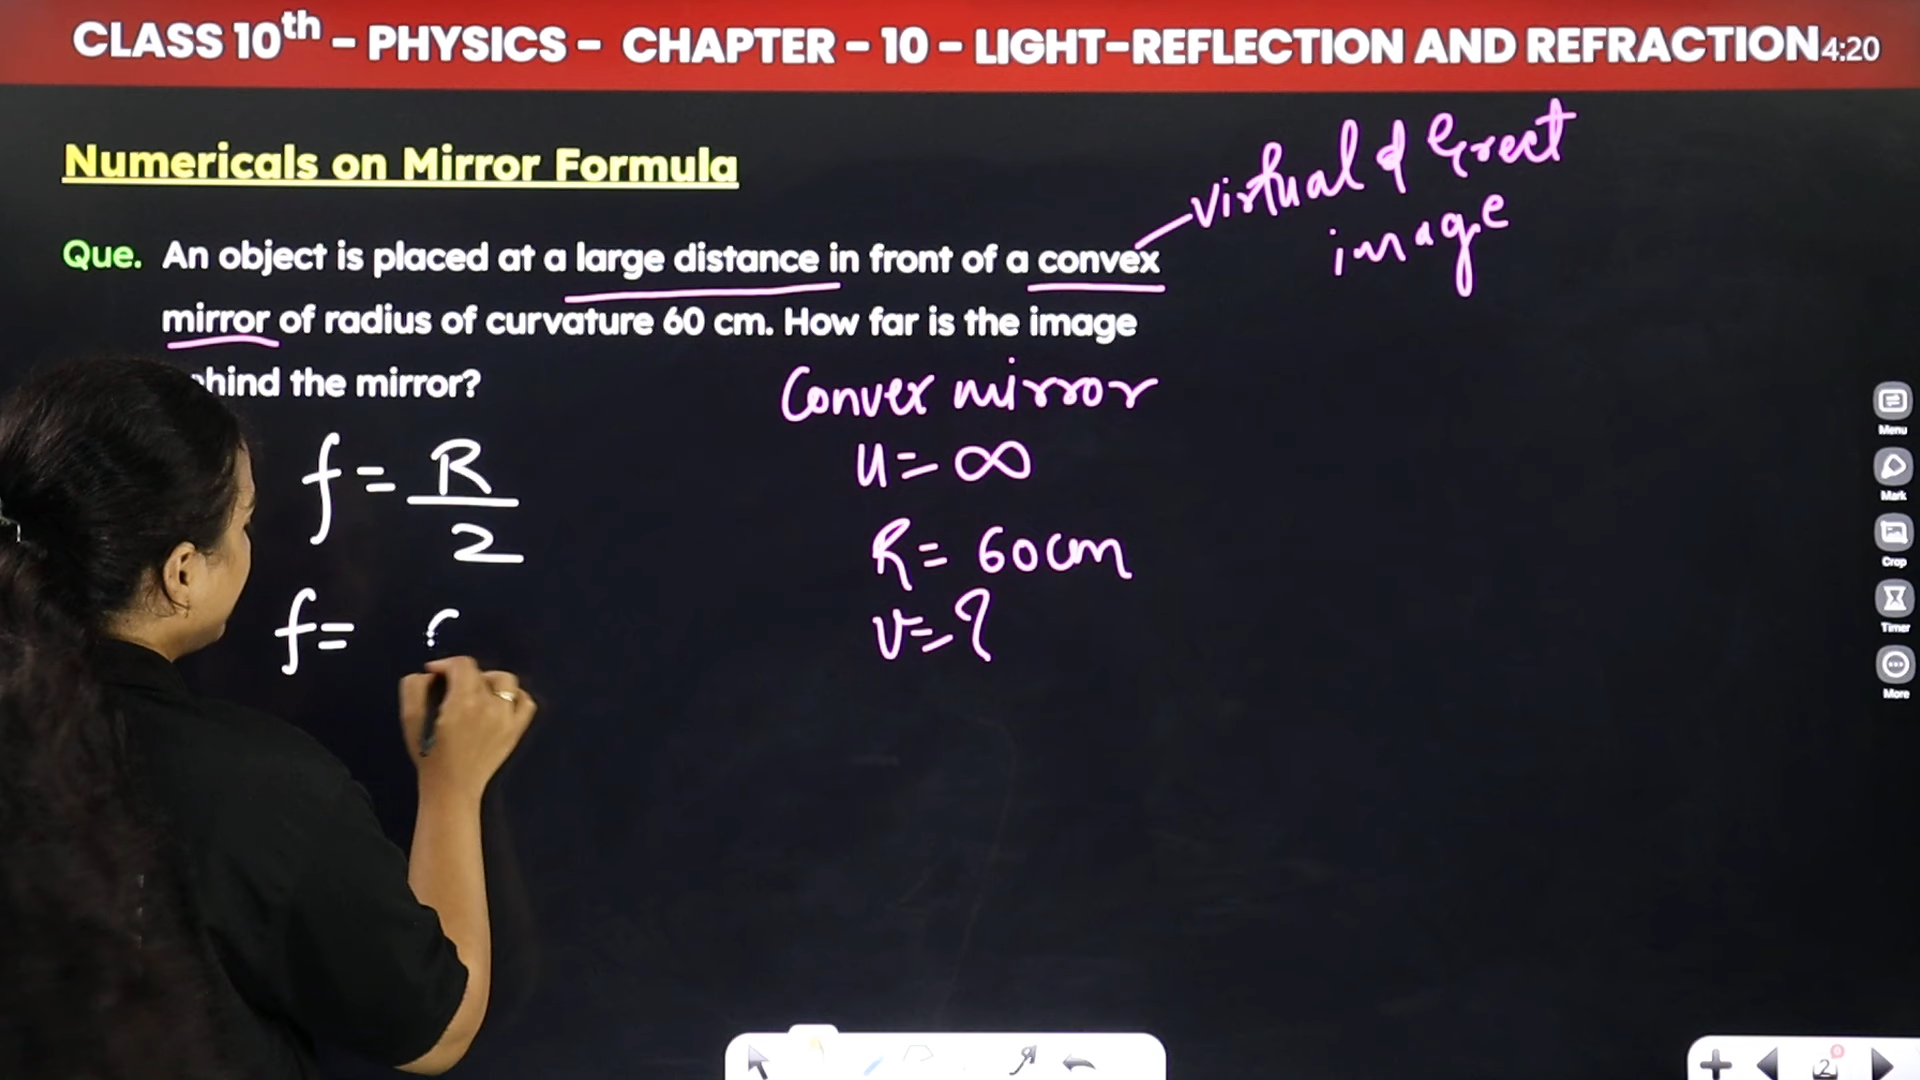 CLASS 10th - PHYSICS - CHAPTER - 10 - LIGHT-REFLECTION AND REFRACTION 4:20
Numericals on Mirror Formula
Que. An object is placed at a large distance in front of a convex
mirror of radius of curvature 60 cm. How far is the image
hind the mirror?
Virtual & Erect
image
Convex mirror
u = ∞
R = 60cm
v = ?
f = R/2
f =
Menu
Mark
Crop
Timer
More
2